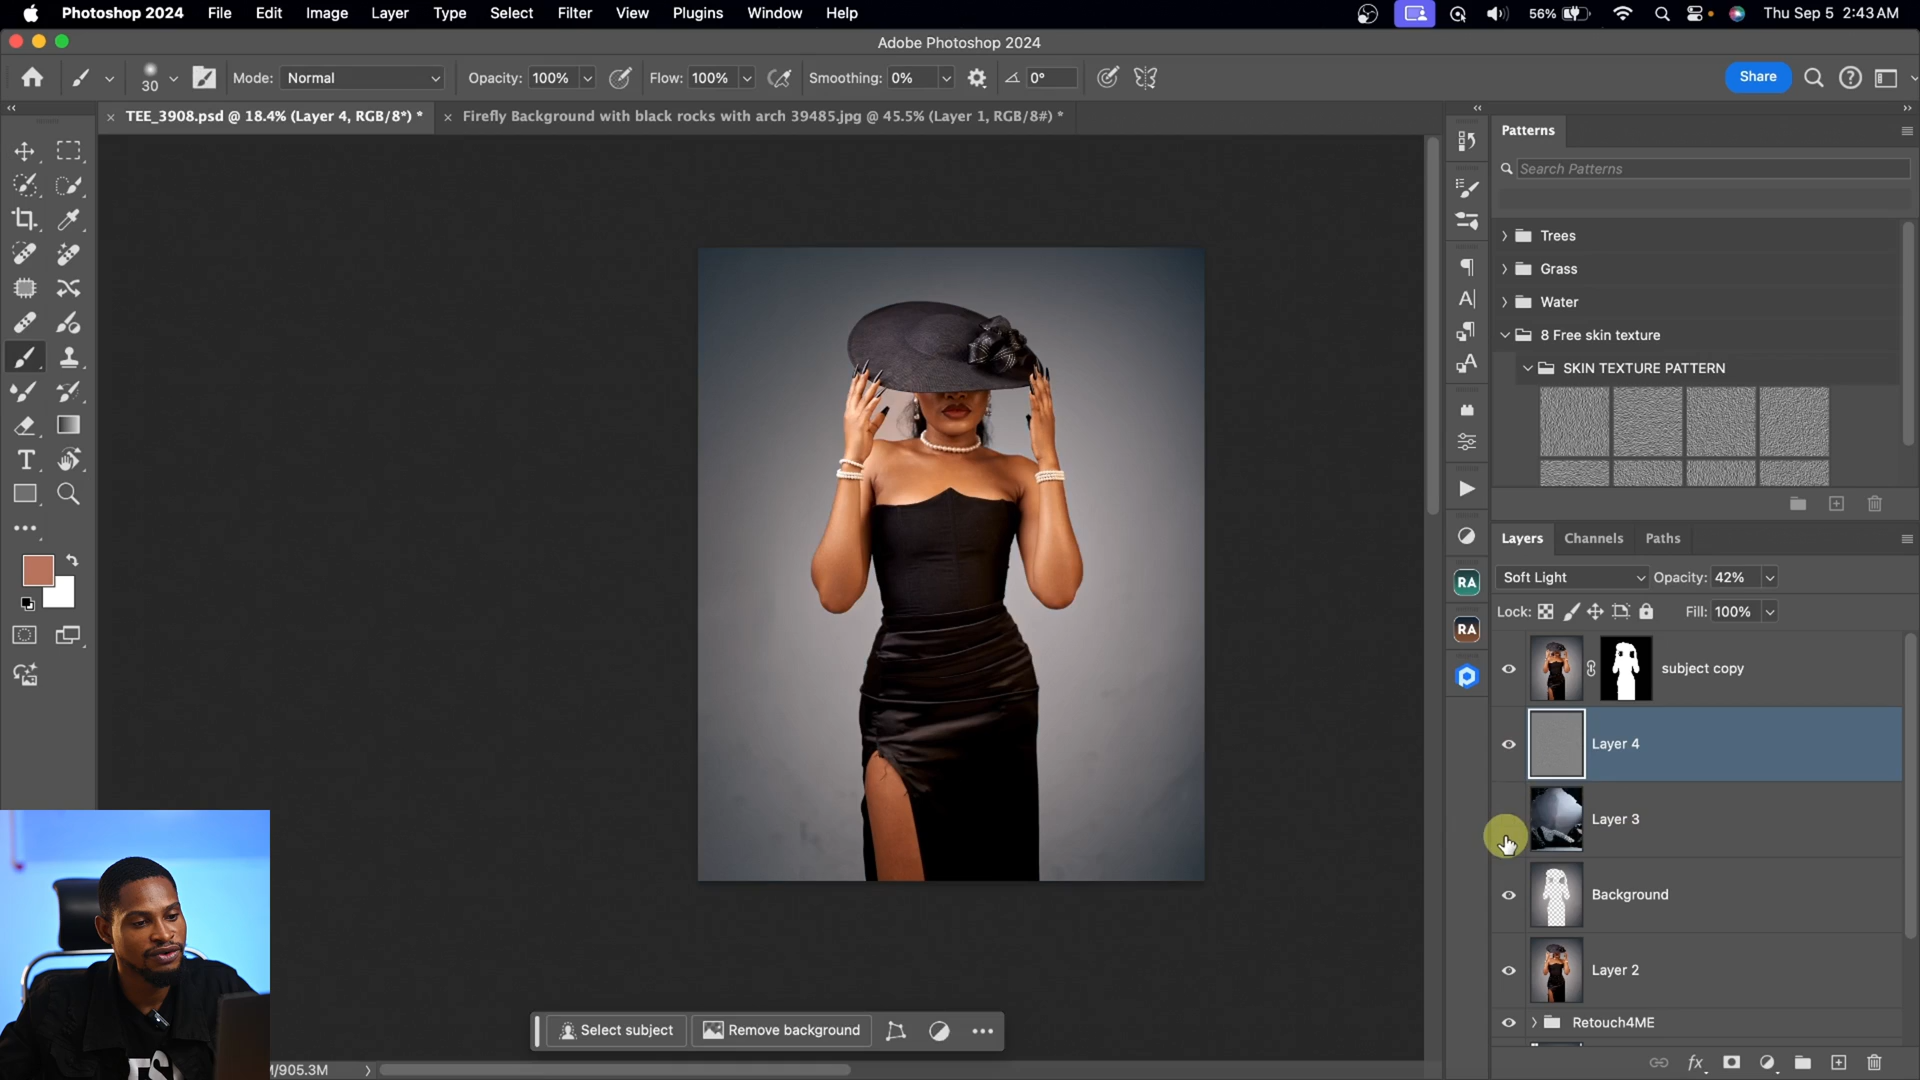 Photoshop 2024 File Edit Image Layer Type Select Filter View Plugins Window Help 56% Thu Sep 5 2:43 AM
Adobe Photoshop 2024
30 Mode: Normal Opacity: 100% Flow: 100% Smoothing: 0% 0° Share
× TEE_3908.psd @ 18.4% (Layer 4, RGB/8*) * × Firefly Background with black rocks with arch 39485.jpg @ 45.5% (Layer 1, RGB/8#) *
Patterns
Search Patterns
Trees
Grass
Water
8 Free skin texture
SKIN TEXTURE PATTERN
Layers Channels Paths
Soft Light Opacity: 42%
Lock: Fill: 100%
RA
RA
subject copy
Layer 4
Layer 3
Background
Layer 2
Retouch4ME
Select subject Remove background
/905.3M
fx